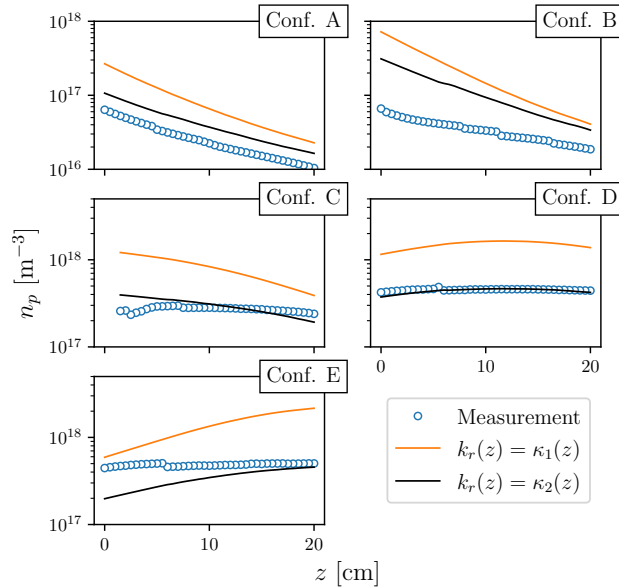 Conf. A
Conf. B
10^18
10^17
10^16
Conf. C
Conf. D
10^18
10^17
n_p [m^−3]
Conf. E
0 10 20
10^18
10^17
0 10 20
z [cm]
Measurement
k_r(z) = κ_1(z)
k_r(z) = κ_2(z)